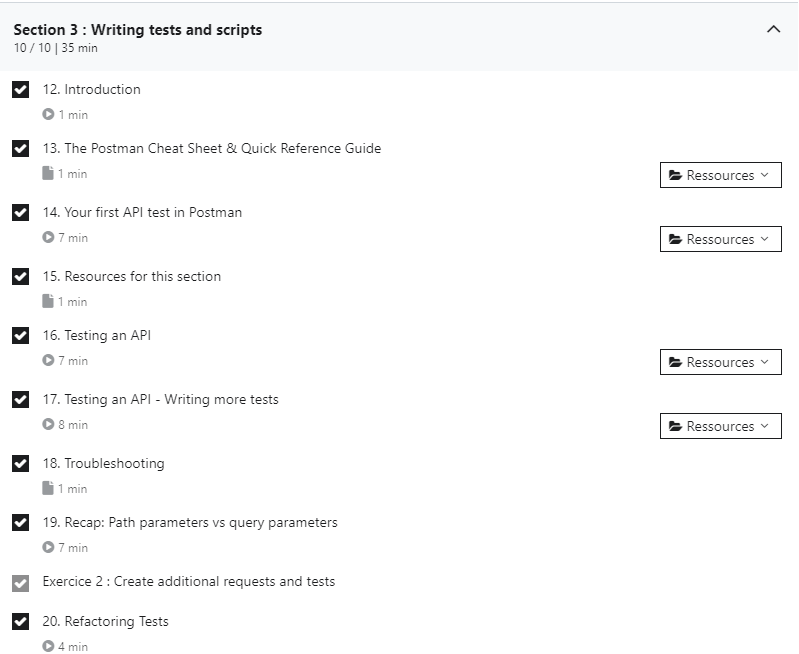 Section 3 : Writing tests and scripts
10 / 10 | 35 min
12. Introduction
1 min
13. The Postman Cheat Sheet & Quick Reference Guide
1 min
Ressources
14. Your first API test in Postman
7 min
Ressources
15. Resources for this section
1 min
16. Testing an API
7 min
Ressources
17. Testing an API - Writing more tests
8 min
Ressources
18. Troubleshooting
1 min
19. Recap: Path parameters vs query parameters
7 min
Exercice 2 : Create additional requests and tests
20. Refactoring Tests
4 min